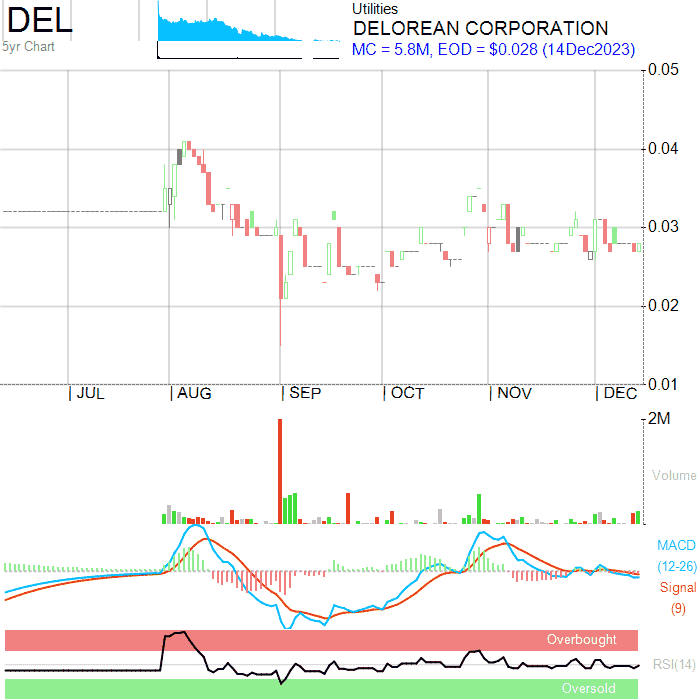 DEL
5yr Chart
Utilities
DELOREAN CORPORATION
MC = 5.8M, EOD = $0.028 (14Dec2023)
0.05
0.04
0.03
0.02
0.01
JUL
AUG
SEP
OCT
NOV
DEC
2M
Volume
MACD
(12-26)
Signal
(9)
Overbought
RSI(14)
Oversold